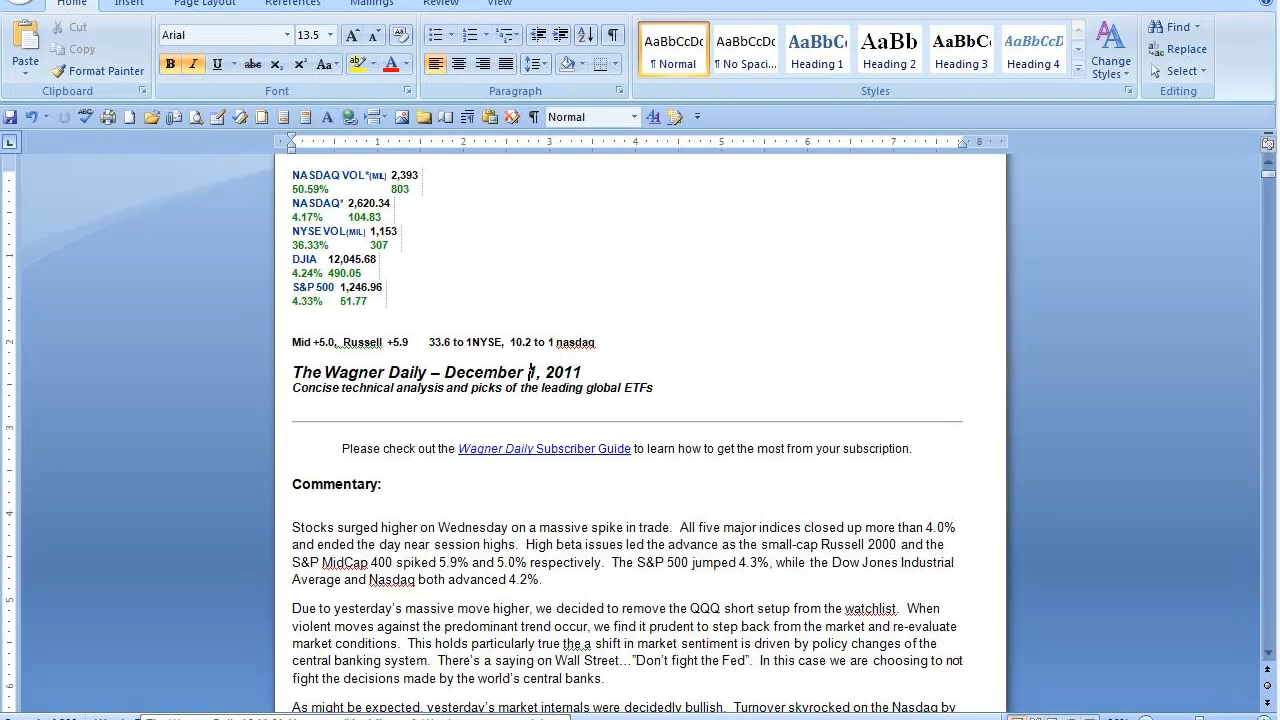 Home Insert Page Layout References Mailings Review View
Cut
Copy
Format Painter
Paste
Clipboard
Arial 13.5
B I U abc x₂ x² Aa
Font
Paragraph
AaBbCcDc AaBbCcDc AaBbC AaBb AaBbC AaBbCcD
¶ Normal ¶ No Spaci... Heading 1 Heading 2 Heading 3 Heading 4
Change
Styles
Styles
Find
Replace
Select
Editing
Normal
1 2 3 4 5 6 7 8
NASDAQ VOL*(MIL) 2,393
50.59% 803
NASDAQ* 2,620.34
4.17% 104.83
NYSE VOL(MIL) 1,153
36.33% 307
DJIA 12,045.68
4.24% 490.05
S&P 500 1,246.96
4.33% 51.77
Mid +5.0, Russell +5.9 33.6 to 1NYSE, 10.2 to 1 nasdaq
The Wagner Daily – December 1, 2011
Concise technical analysis and picks of the leading global ETFs
Please check out the Wagner Daily Subscriber Guide to learn how to get the most from your subscription.
Commentary:
Stocks surged higher on Wednesday on a massive spike in trade. All five major indices closed up more than 4.0%
and ended the day near session highs. High beta issues led the advance as the small-cap Russell 2000 and the
S&P MidCap 400 spiked 5.9% and 5.0% respectively. The S&P 500 jumped 4.3%, while the Dow Jones Industrial
Average and Nasdaq both advanced 4.2%.
Due to yesterday's massive move higher, we decided to remove the QQQ short setup from the watchlist. When
violent moves against the predominant trend occur, we find it prudent to step back from the market and re-evaluate
market conditions. This holds particularly true the a shift in market sentiment is driven by policy changes of the
central banking system. There's a saying on Wall Street…"Don't fight the Fed". In this case we are choosing to not
fight the decisions made by the world's central banks.
As might be expected, yesterday's market internals were decidedly bullish. Turnover skyrocked on the Nasdaq by